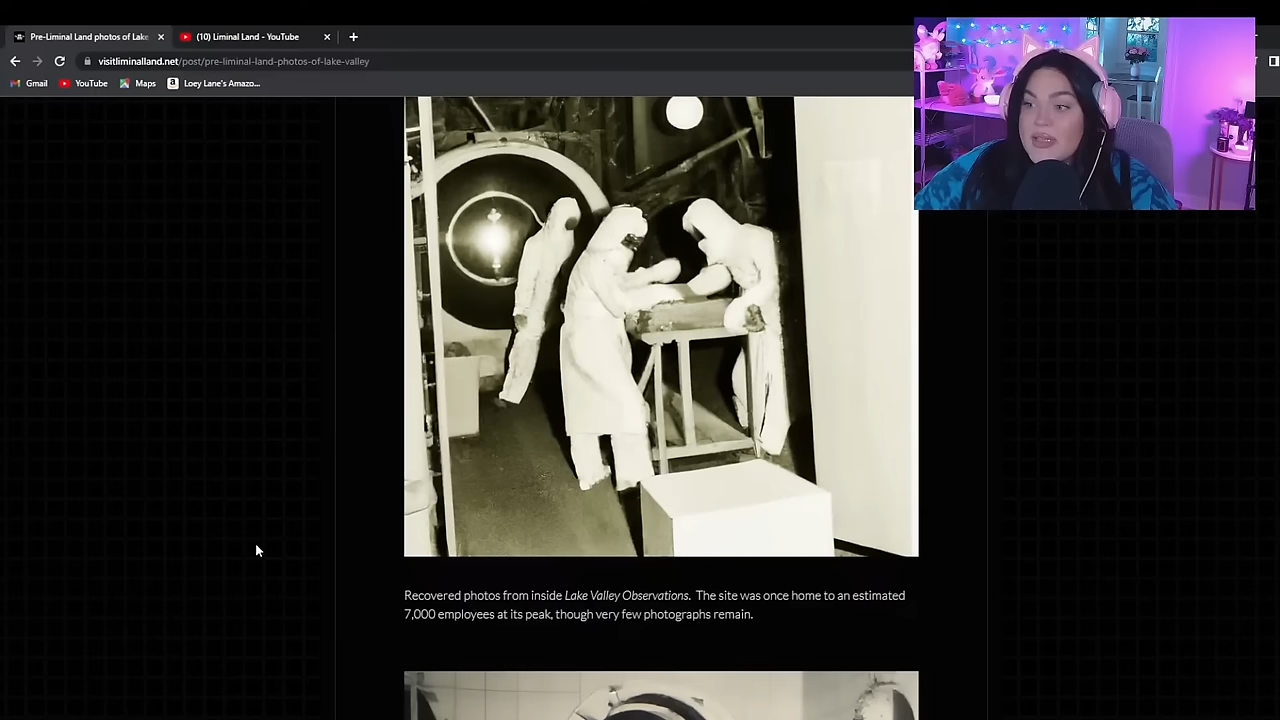 Pre-Liminal Land photos of Lake
(10) Liminal Land - YouTube
visitliminalland.net/post/pre-liminal-land-photos-of-lake-valley
Gmail
YouTube
Maps
Loey Lane's Amazo...
Recovered photos from inside Lake Valley Observations. The site was once home to an estimated
7,000 employees at its peak, though very few photographs remain.